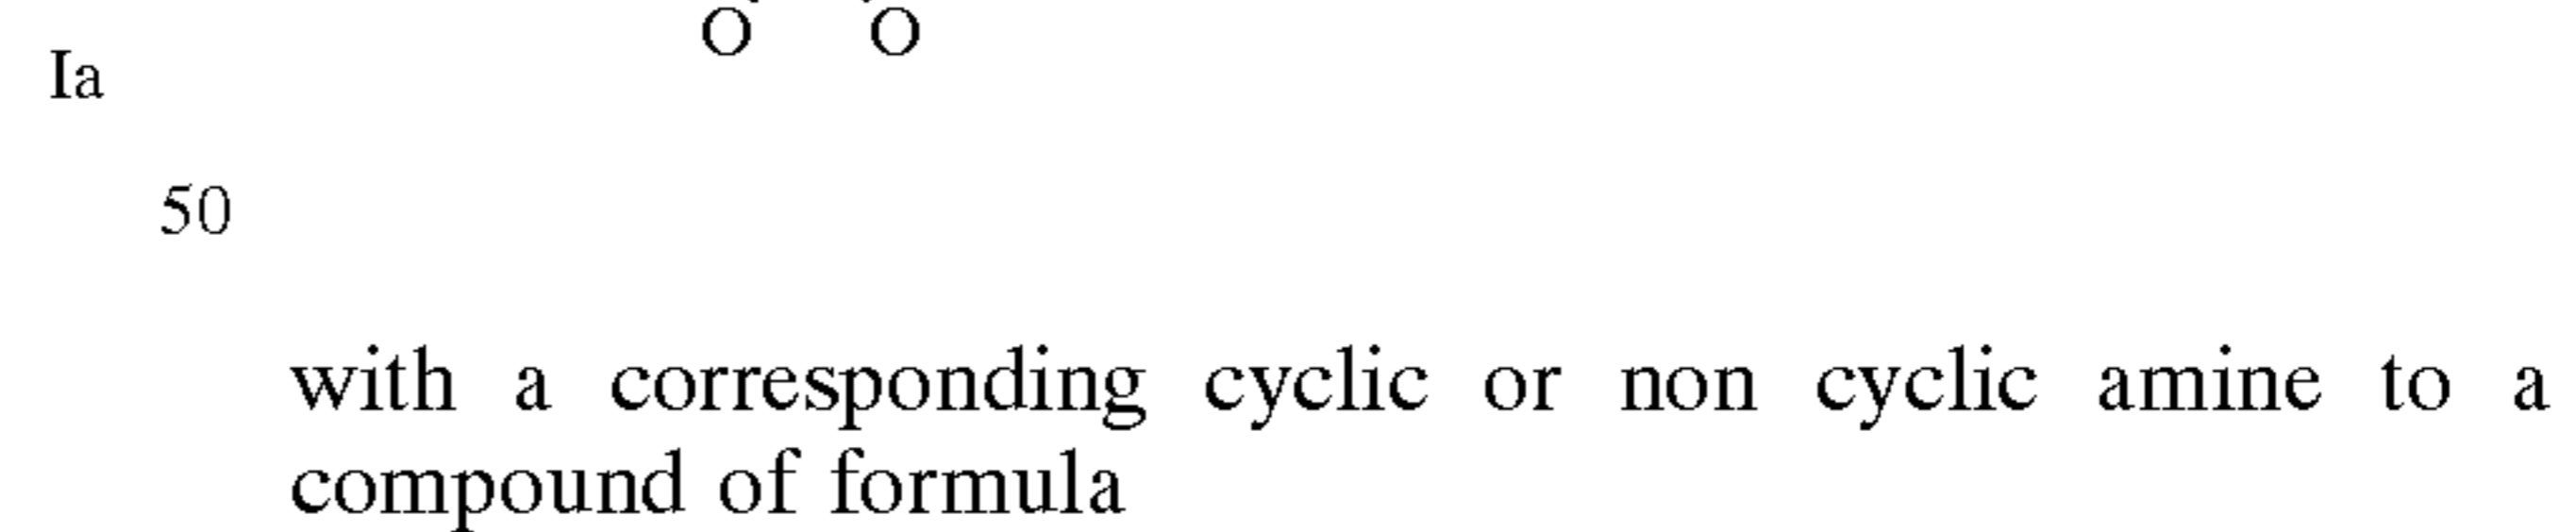 O O
Ia
50
with a corresponding cyclic or non cyclic amine to a
compound of formula